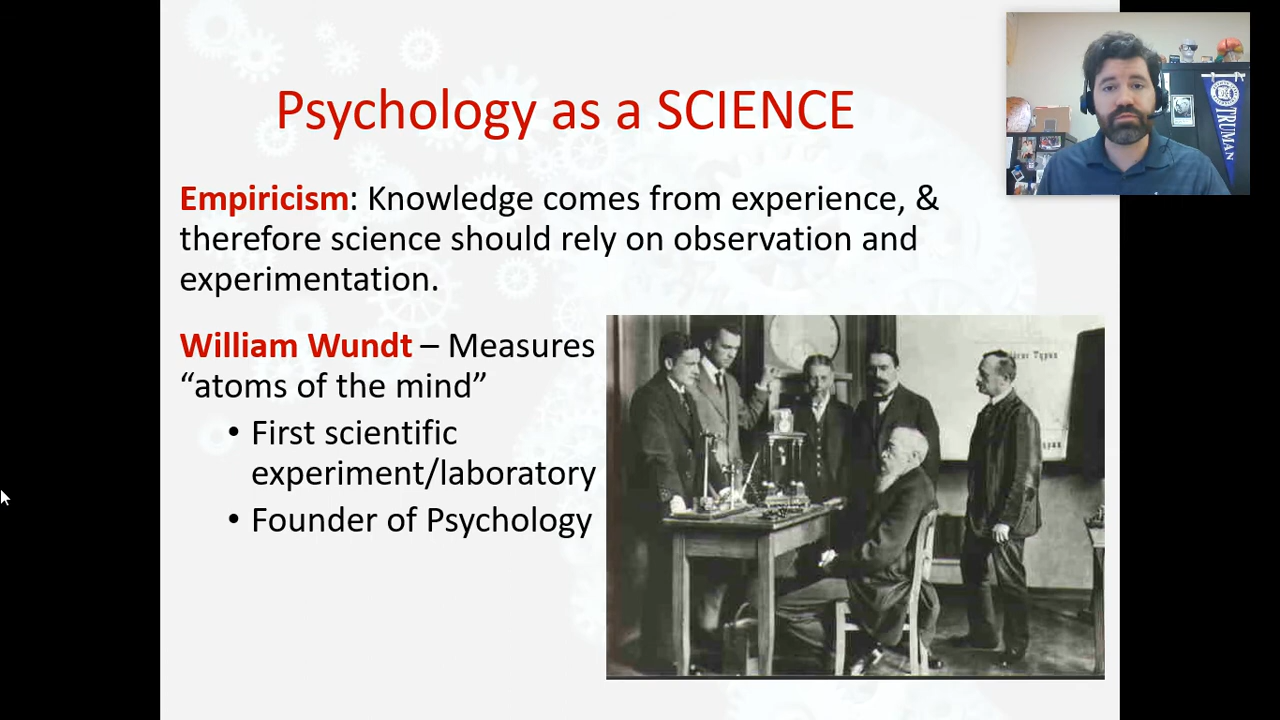 Psychology as a SCIENCE
Empiricism: Knowledge comes from experience, &
therefore science should rely on observation and
experimentation.
William Wundt – Measures
“atoms of the mind”
• First scientific
experiment/laboratory
• Founder of Psychology
TRUMAN